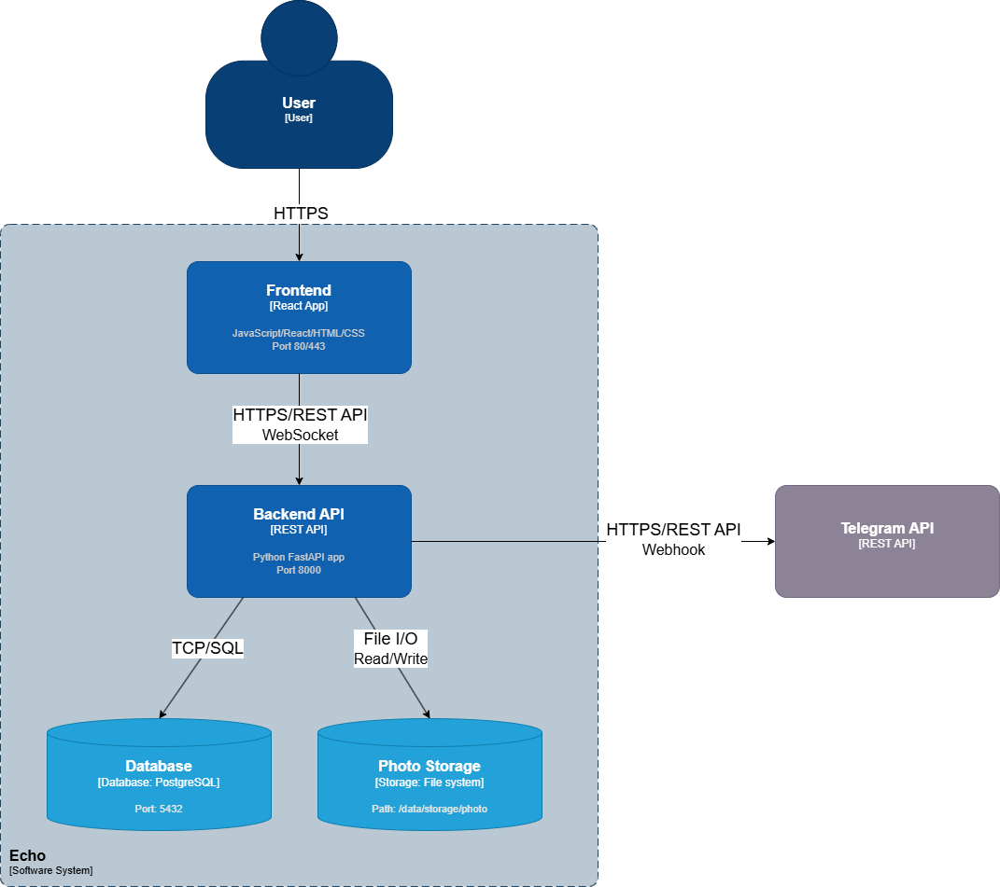 User
[User]
HTTPS
Frontend
[React App]
JavaScript/React/HTML/CSS
Port 80/443
HTTPS/REST API
WebSocket
Backend API
[REST API]
Python FastAPI app
Port 8000
HTTPS/REST API
Webhook
Telegram API
[REST API]
TCP/SQL
File I/O
Read/Write
Database
[Database: PostgreSQL]
Port: 5432
Photo Storage
[Storage: File system]
Path: /data/storage/photo
Echo
[Software System]